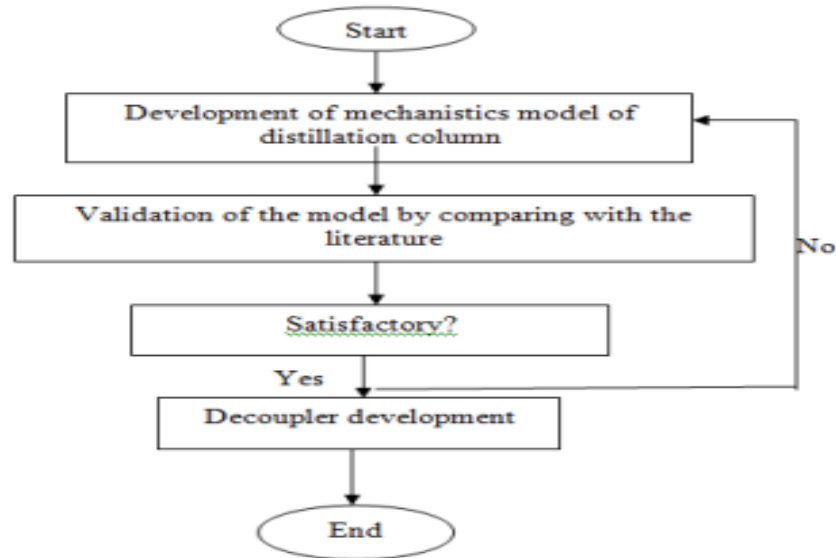 Start
Development of mechanistics model of
distillation column
Validation of the model by comparing with the
literature
No
Satisfactory?
Yes
Decoupler development
End